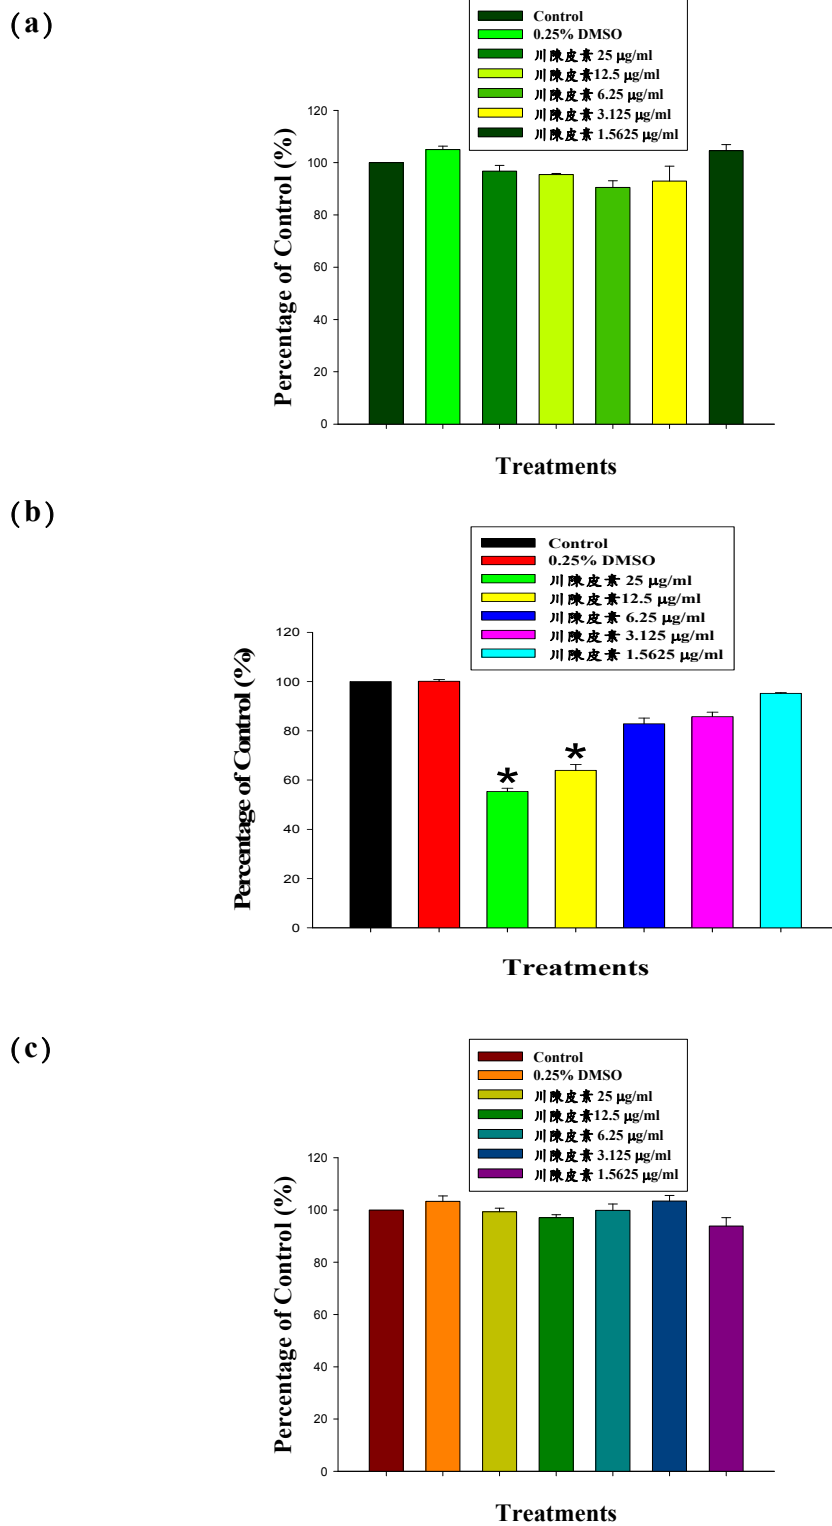 (a)
Control
0.25% DMSO
川陳皮素 25 μg/ml
川陳皮素12.5 μg/ml
川陳皮素 6.25 μg/ml
川陳皮素 3.125 μg/ml
川陳皮素 1.5625 μg/ml
120
100
80
60
40
20
0
Percentage of Control (%)
Treatments
(b)
Control
0.25% DMSO
川陳皮素 25 μg/ml
川陳皮素12.5 μg/ml
川陳皮素 6.25 μg/ml
川陳皮素 3.125 μg/ml
川陳皮素 1.5625 μg/ml
120
100
80
60
40
20
0
Percentage of Control (%)
*
*
Treatments
(c)
Control
0.25% DMSO
川陳皮素 25 μg/ml
川陳皮素12.5 μg/ml
川陳皮素 6.25 μg/ml
川陳皮素 3.125 μg/ml
川陳皮素 1.5625 μg/ml
120
100
80
60
40
20
0
Percentage of Control (%)
Treatments